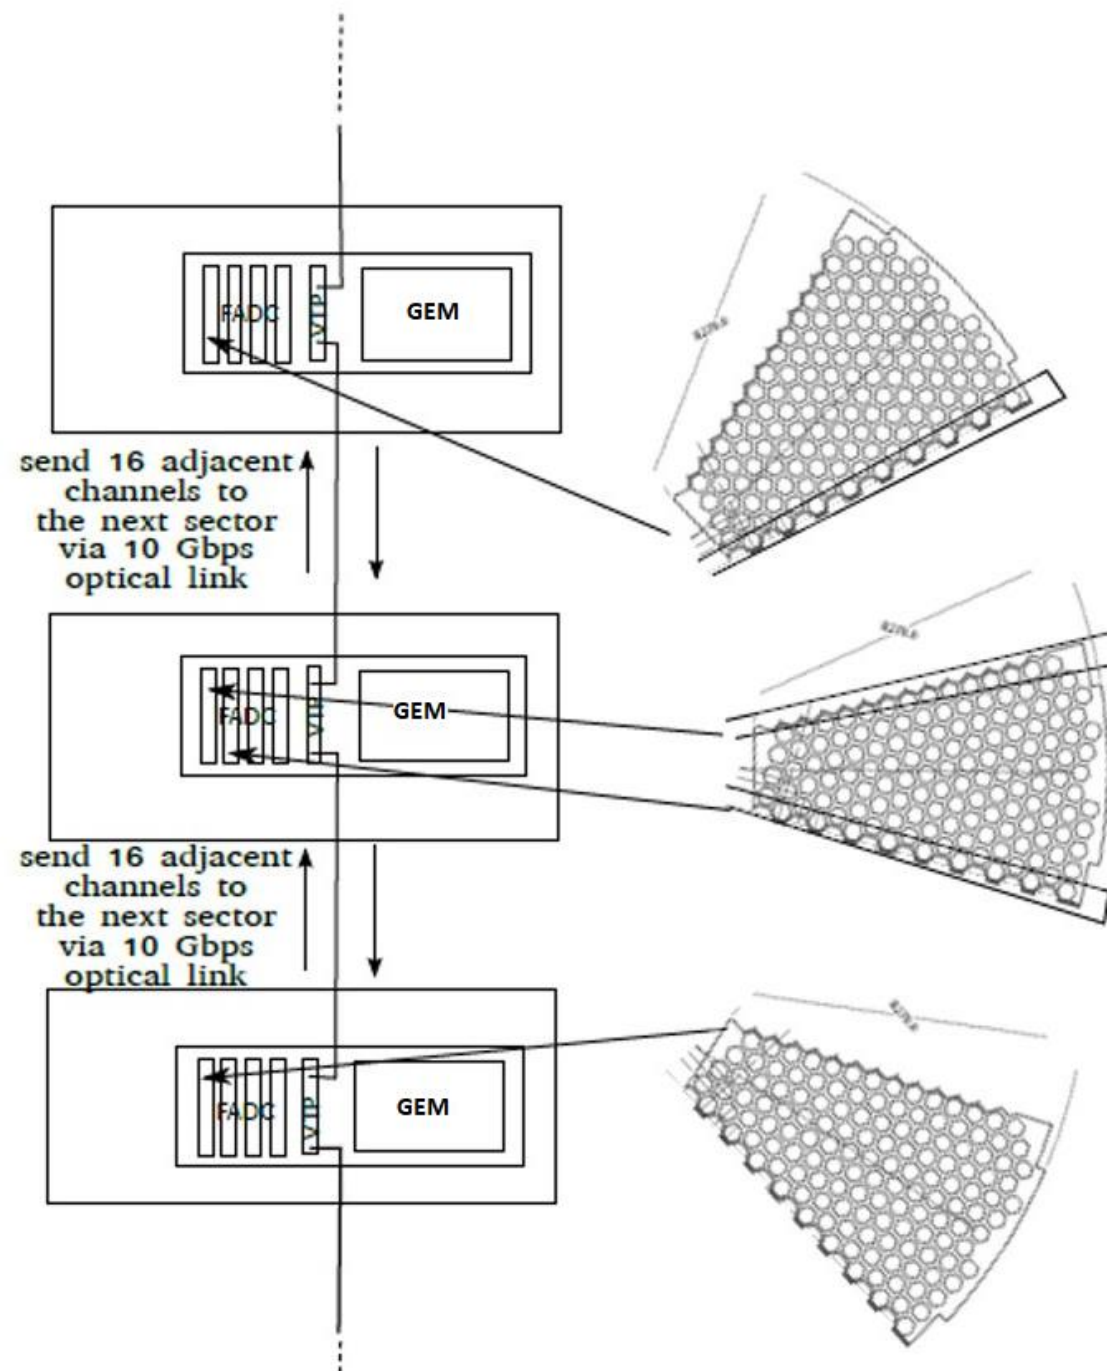 FADC
VTP
GEM
send 16 adjacent
channels to
the next sector
via 10 Gbps
optical link
FADC
VTP
GEM
send 16 adjacent
channels to
the next sector
via 10 Gbps
optical link
FADC
VTP
GEM